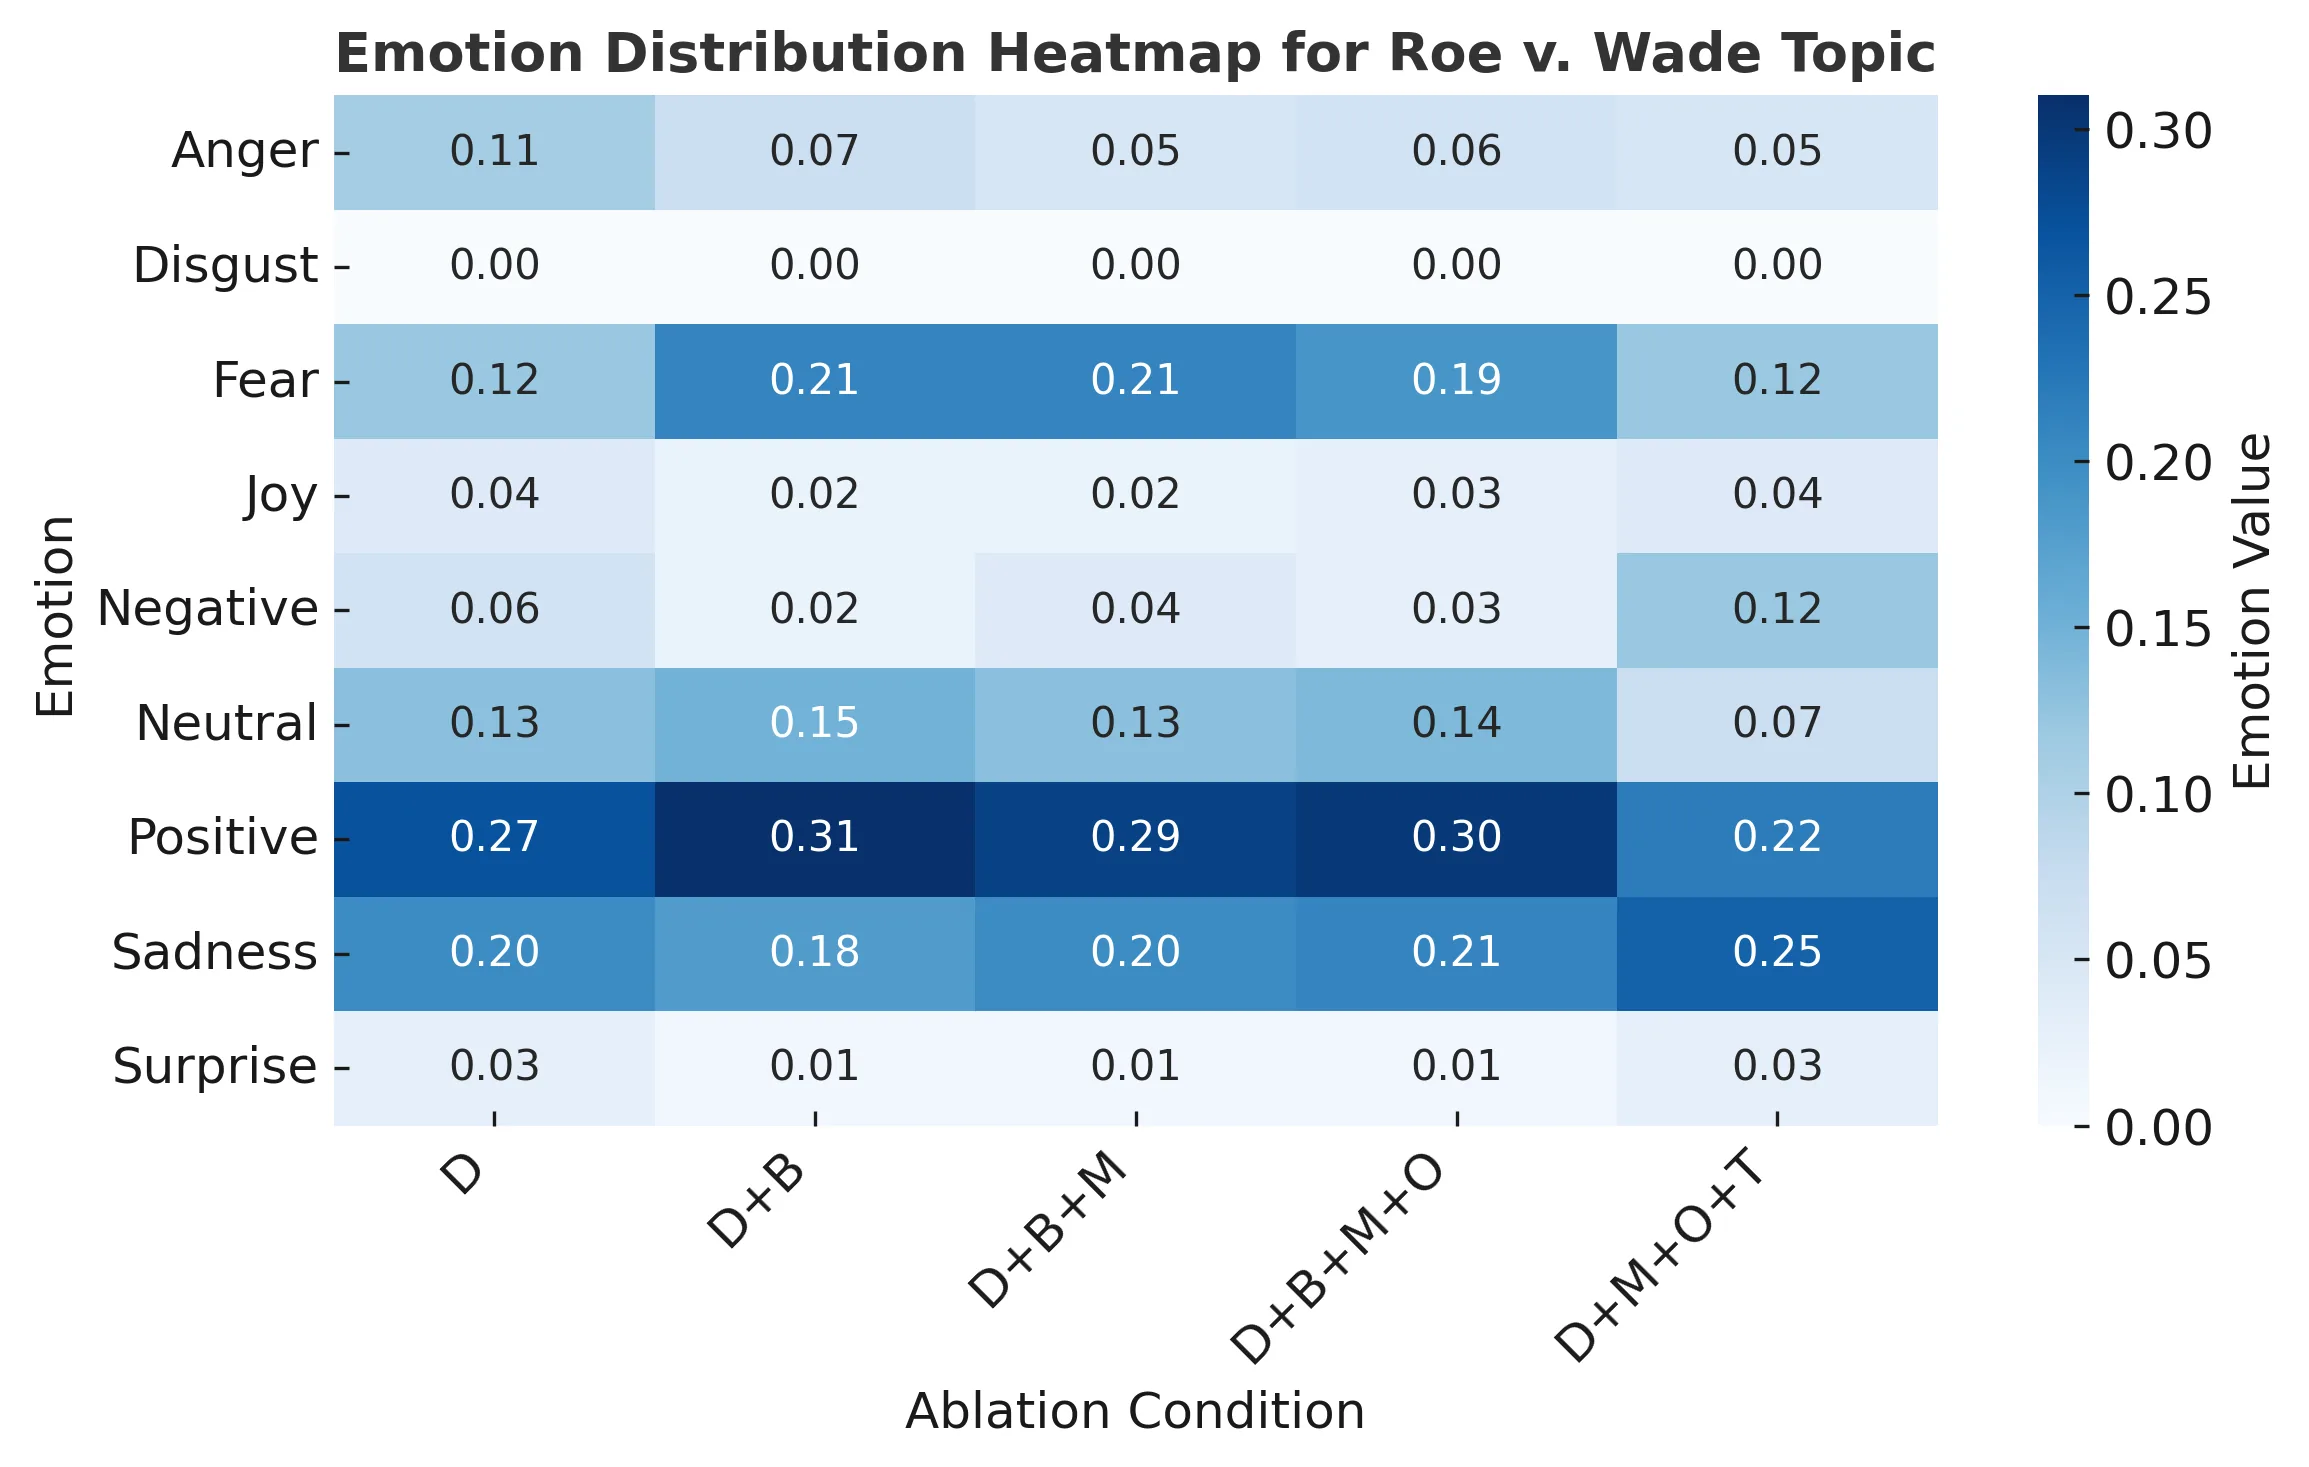 Emotion Distribution Heatmap for Roe v. Wade Topic
Emotion
Anger 0.11 0.07 0.05 0.06 0.05
Disgust 0.00 0.00 0.00 0.00 0.00
Fear 0.12 0.21 0.21 0.19 0.12
Joy 0.04 0.02 0.02 0.03 0.04
Negative 0.06 0.02 0.04 0.03 0.12
Neutral 0.13 0.15 0.13 0.14 0.07
Positive 0.27 0.31 0.29 0.30 0.22
Sadness 0.20 0.18 0.20 0.21 0.25
Surprise 0.03 0.01 0.01 0.01 0.03
D D+B D+B+M D+B+M+O D+M+O+T
Ablation Condition
0.30
0.25
0.20
0.15
0.10
0.05
0.00
Emotion Value